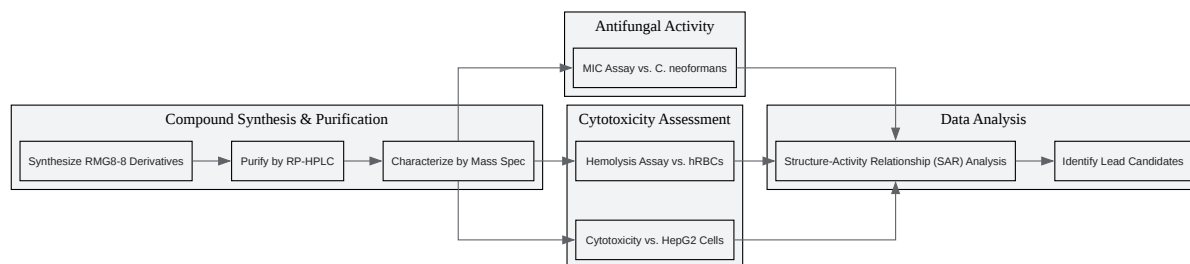 Antifungal Activity
MIC Assay vs. C. neoformans
Compound Synthesis & Purification
Synthesize RMG8-8 Derivatives
Purify by RP-HPLC
Characterize by Mass Spec
Cytotoxicity Assessment
Hemolysis Assay vs. hRBCs
Cytotoxicity vs. HepG2 Cells
Data Analysis
Structure-Activity Relationship (SAR) Analysis
Identify Lead Candidates